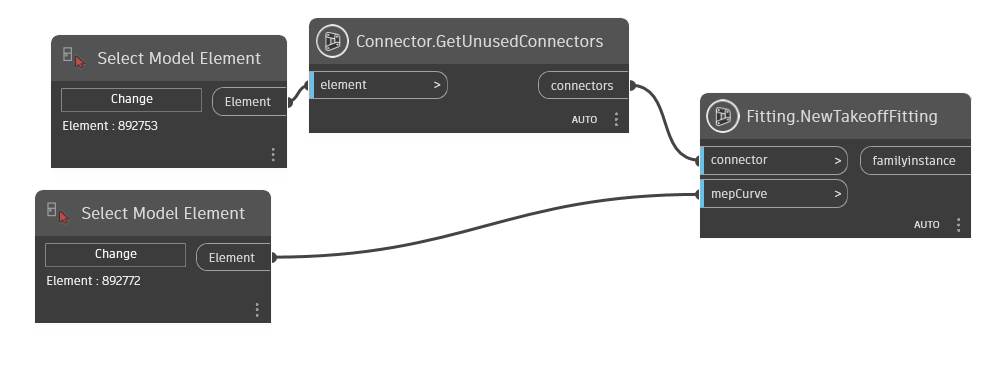 Select Model Element
Change
Element
Element : 892753
Connector.GetUnusedConnectors
element >
connectors
AUTO
Fitting.NewTakeoffFitting
connector >
familyinstance
mepCurve >
AUTO
Select Model Element
Change
Element
Element : 892772